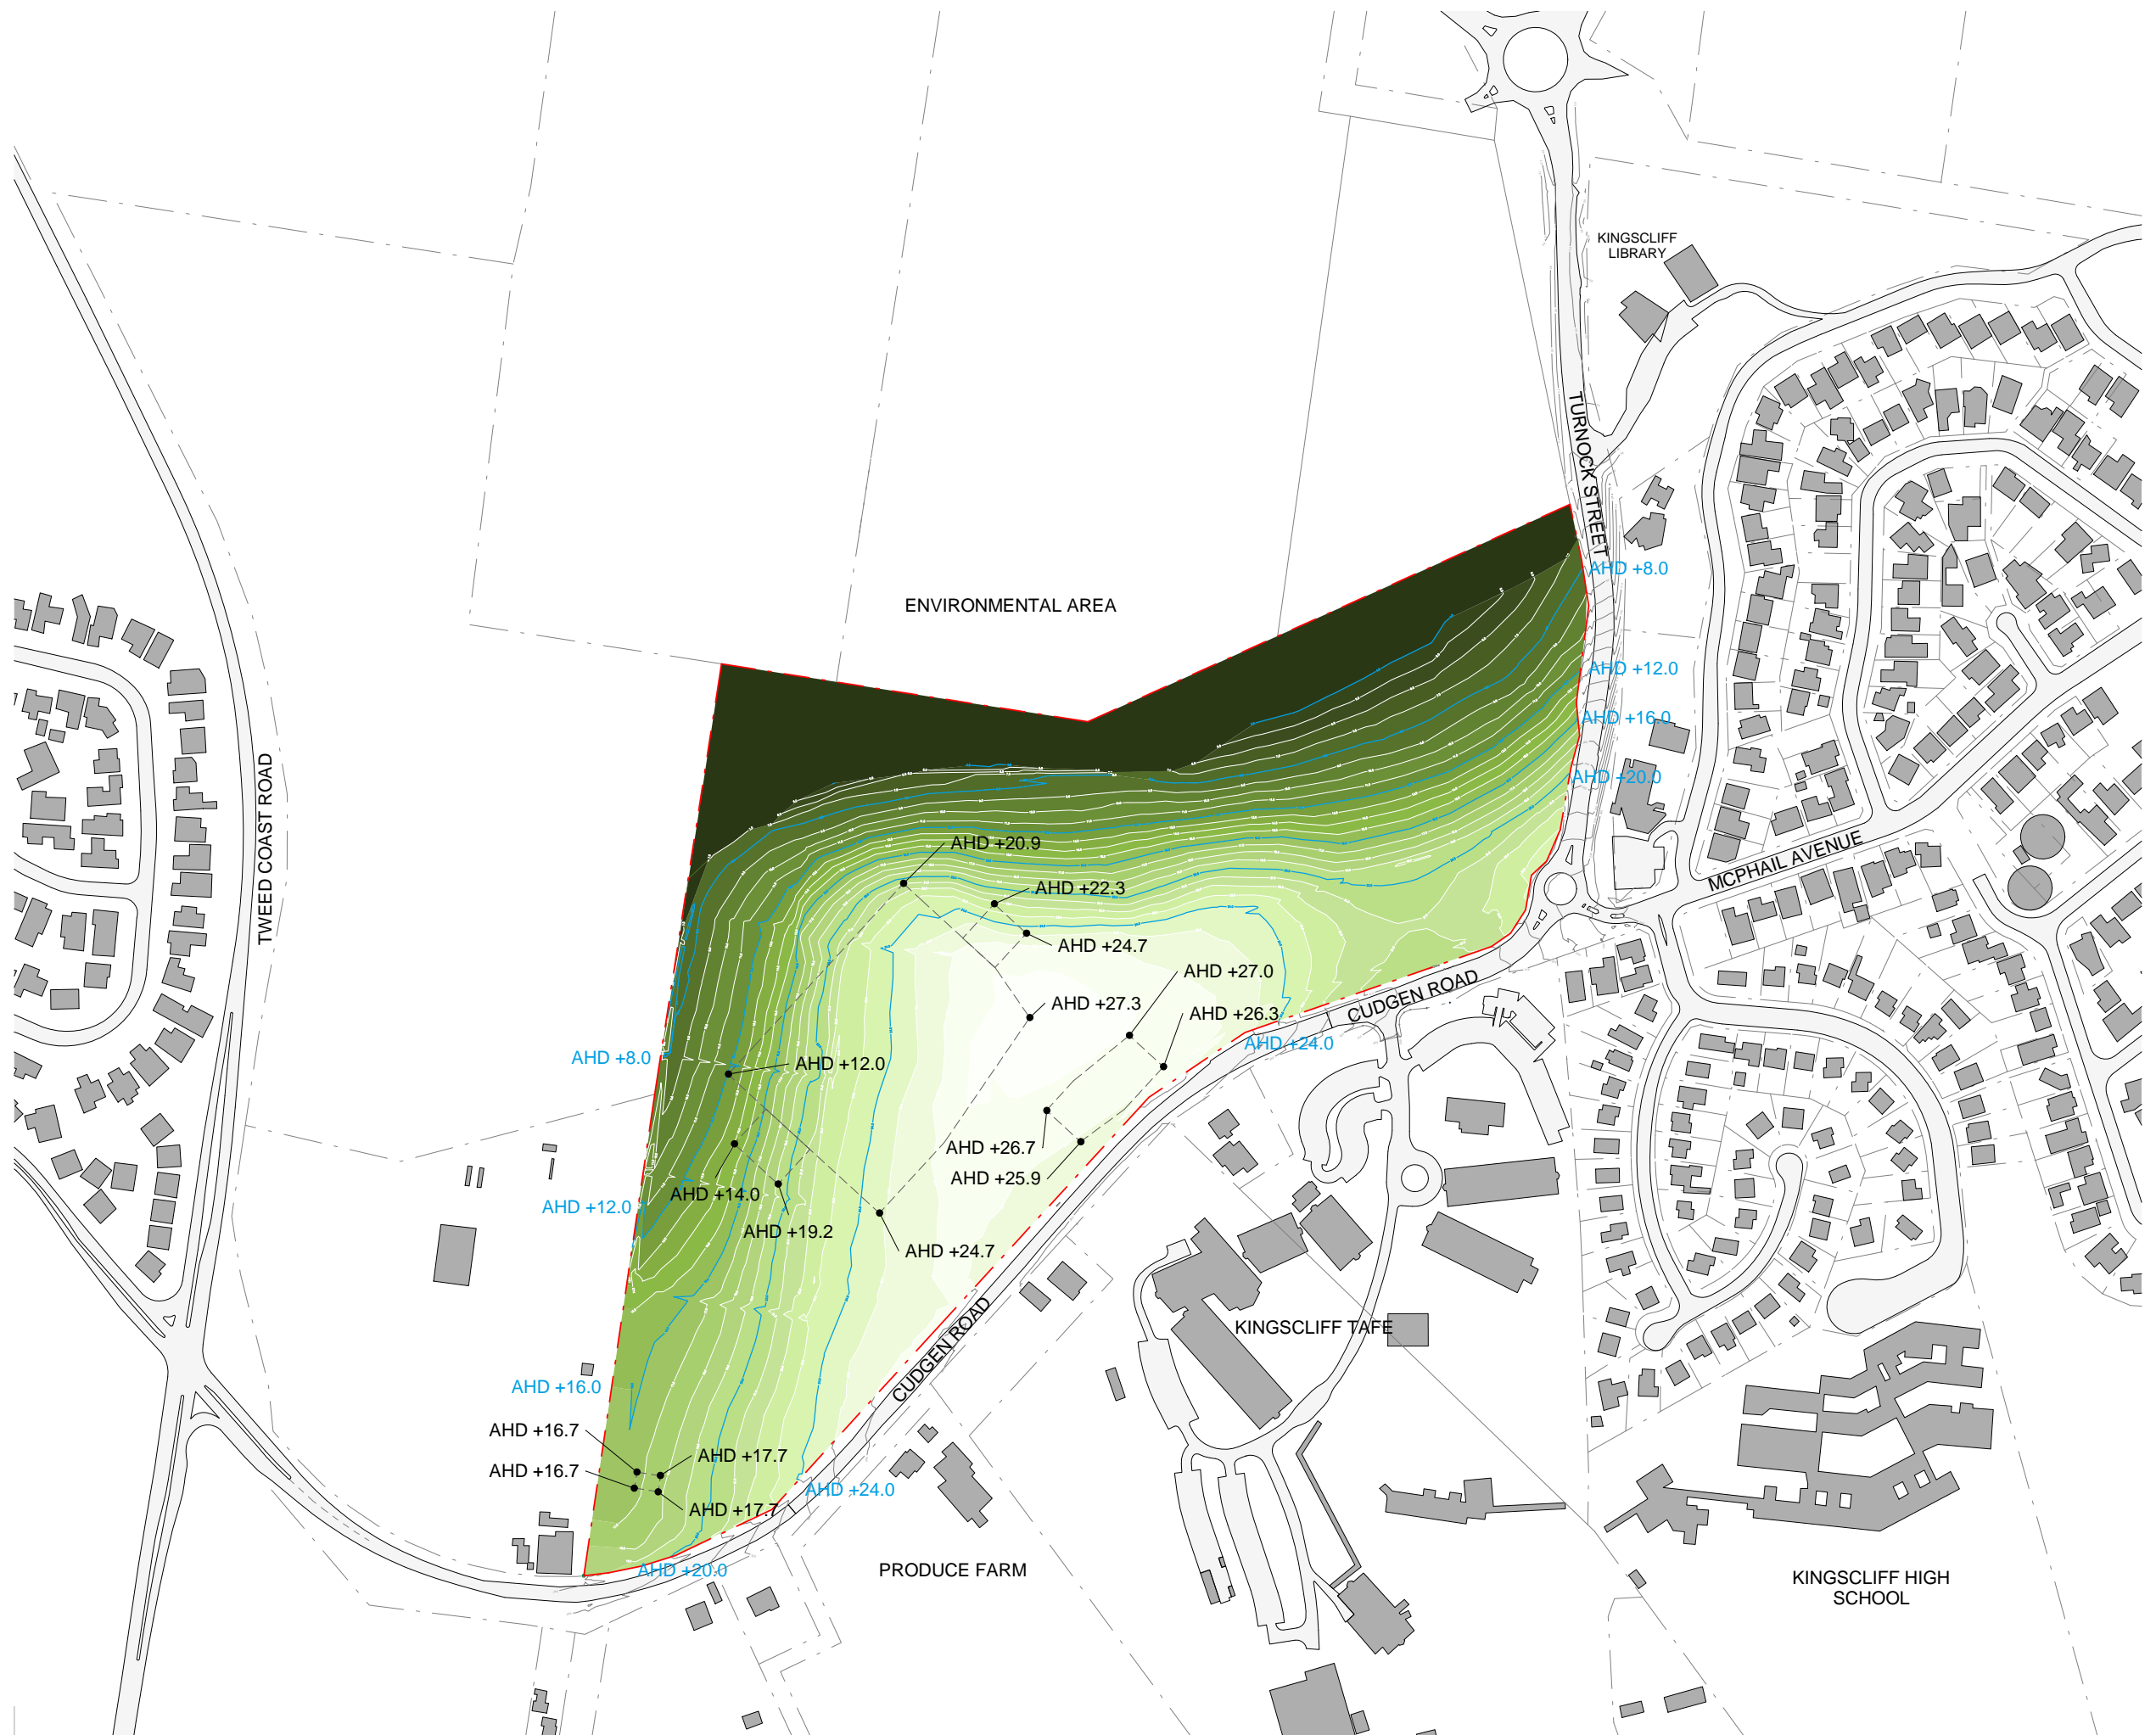 KINGSCLIFF
LIBRARY
TURNOCK STREET
AHD +8.0
ENVIRONMENTAL AREA
AHD +12.0
AHD +16.0
AHD +20.0
TWEED COAST ROAD
MCPHAIL AVENUE
AHD +20.9
AHD +22.3
AHD +24.7
AHD +27.0
CUDGEN ROAD
AHD +27.3
AHD +26.3
AHD +24.0
AHD +8.0
AHD +12.0
AHD +26.7
AHD +25.9
AHD +14.0
AHD +12.0
AHD +19.2
AHD +24.7
KINGSCLIFF TAFE
CUDGEN ROAD
AHD +16.0
AHD +16.7
AHD +17.7
AHD +16.7
AHD +24.0
AHD +17.7
AHD +20.0
PRODUCE FARM
KINGSCLIFF HIGH
SCHOOL